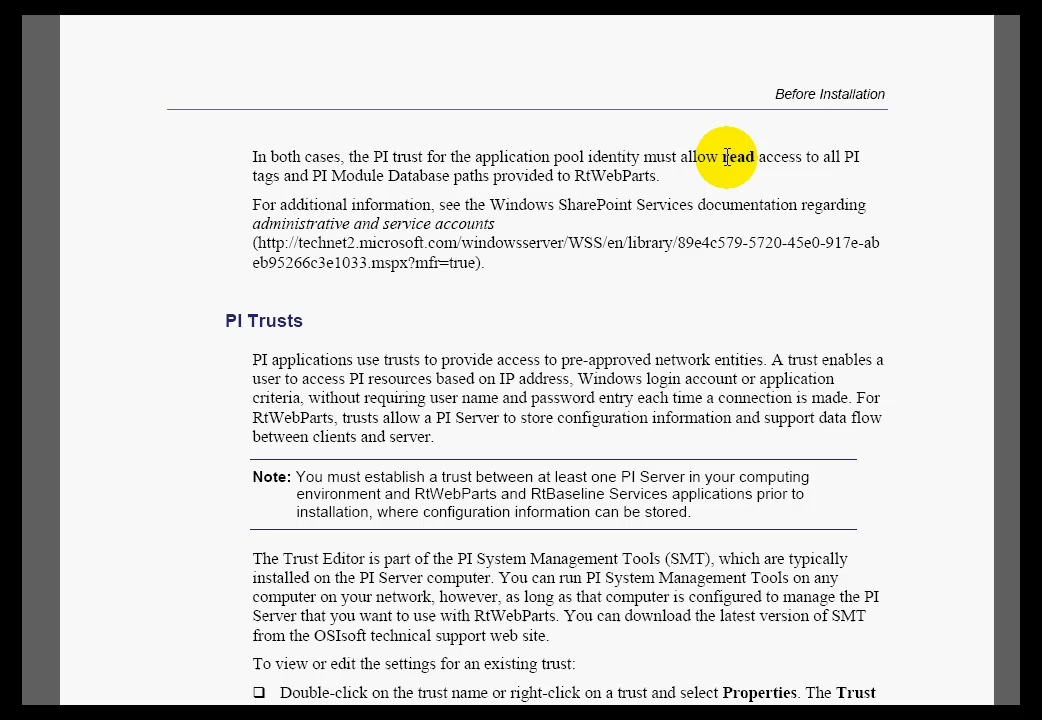 Before Installation
In both cases, the PI trust for the application pool identity must allow read access to all PI
tags and PI Module Database paths provided to RtWebParts.
For additional information, see the Windows SharePoint Services documentation regarding
administrative and service accounts
(http://technet2.microsoft.com/windowsserver/WSS/en/library/89e4c579-5720-45e0-917e-ab
eb95266c3e1033.mspx?mfr=true).
PI Trusts
PI applications use trusts to provide access to pre-approved network entities. A trust enables a
user to access PI resources based on IP address, Windows login account or application
criteria, without requiring user name and password entry each time a connection is made. For
RtWebParts, trusts allow a PI Server to store configuration information and support data flow
between clients and server.
Note: You must establish a trust between at least one PI Server in your computing
environment and RtWebParts and RtBaseline Services applications prior to
installation, where configuration information can be stored.
The Trust Editor is part of the PI System Management Tools (SMT), which are typically
installed on the PI Server computer. You can run PI System Management Tools on any
computer on your network, however, as long as that computer is configured to manage the PI
Server that you want to use with RtWebParts. You can download the latest version of SMT
from the OSIsoft technical support web site.
To view or edit the settings for an existing trust:
❑ Double-click on the trust name or right-click on a trust and select Properties. The Trust